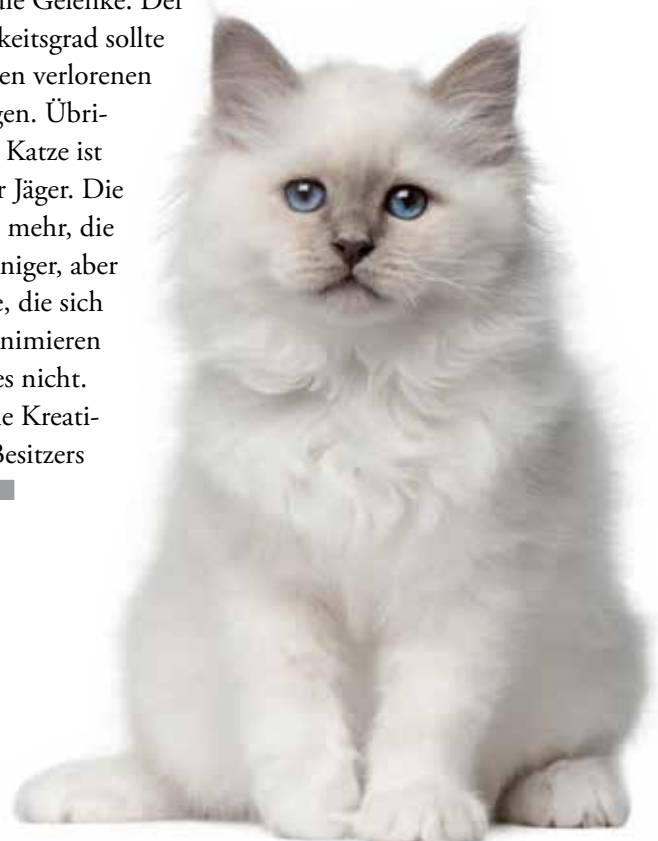 die Gelenke. Der
keitsgrad sollte
en verlorenen
gen. Übri-
Katze ist
r Jäger. Die
mehr, die
niger, aber
e, die sich
nimieren
es nicht.
e Kreati-
Besitzers